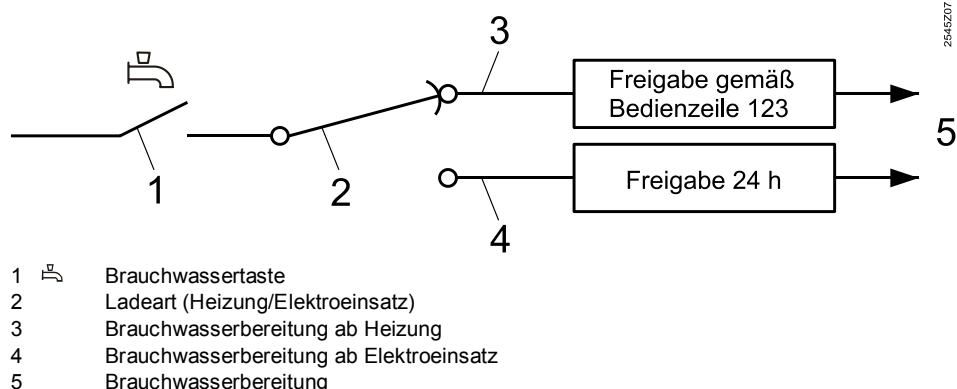 2545Z07
3
Freigabe gemäß
Bedienzeile 123
5
1
2
Freigabe 24 h
4
1 Brauchwassertaste
2 Ladeart (Heizung/Elektroeinsatz)
3 Brauchwasserbereitung ab Heizung
4 Brauchwasserbereitung ab Elektroeinsatz
5 Brauchwasserbereitung